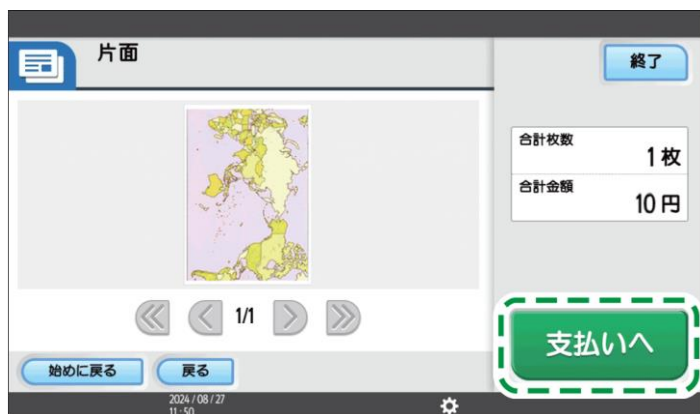 片面
終了
合計枚数
1枚
合計金額
10円
1/1
支払いへ
始めに戻る
戻る
2024/08/27
11:50